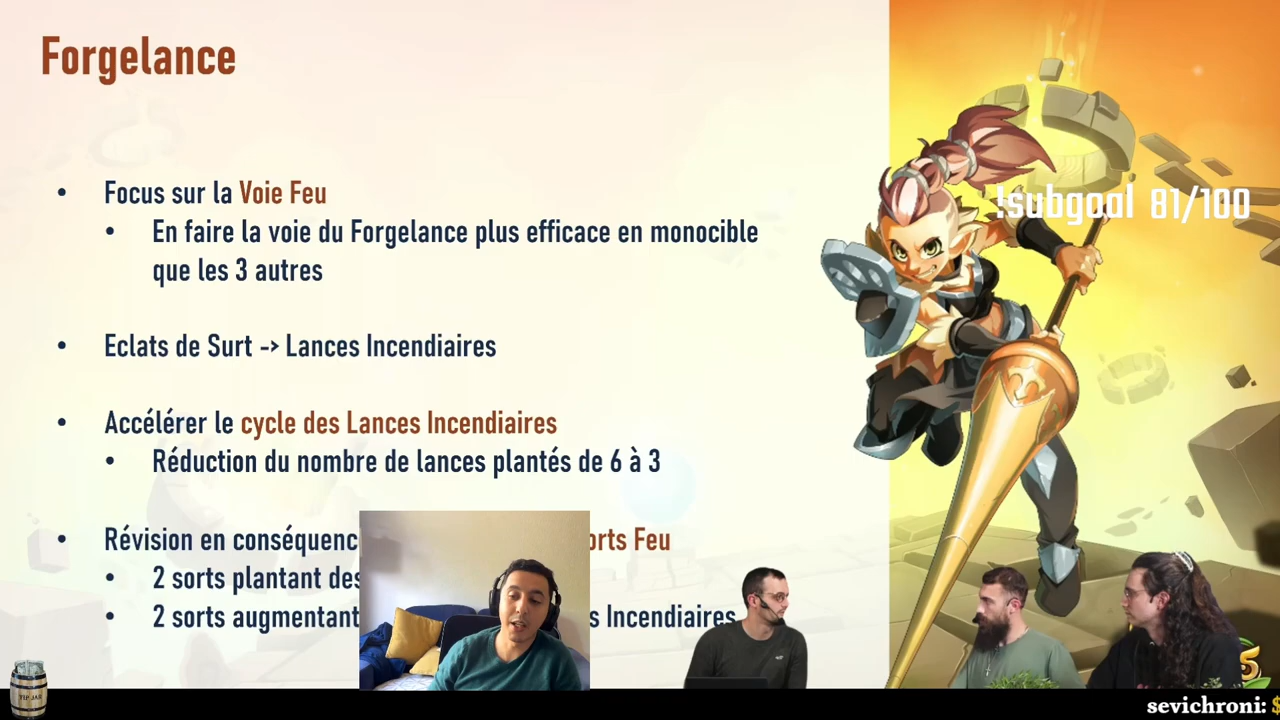 Forgelance
• Focus sur la Voie Feu
• En faire la voie du Forgelance plus efficace en monocible
que les 3 autres
!subgoal 81/100
• Eclats de Surt -> Lances Incendiaires
• Accélérer le cycle des Lances Incendiaires
• Réduction du nombre de lances plantés de 6 à 3
• Révision en conséquenc orts Feu
• 2 sorts plantant des
• 2 sorts augmentant s Incendiaires
TIP JAR
5
sevichroni: $